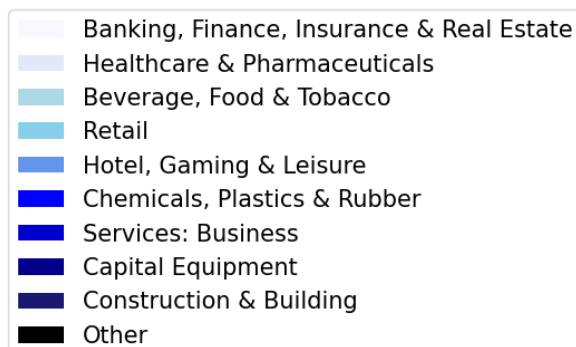 Banking, Finance, Insurance & Real Estate
Healthcare & Pharmaceuticals
Beverage, Food & Tobacco
Retail
Hotel, Gaming & Leisure
Chemicals, Plastics & Rubber
Services: Business
Capital Equipment
Construction & Building
Other